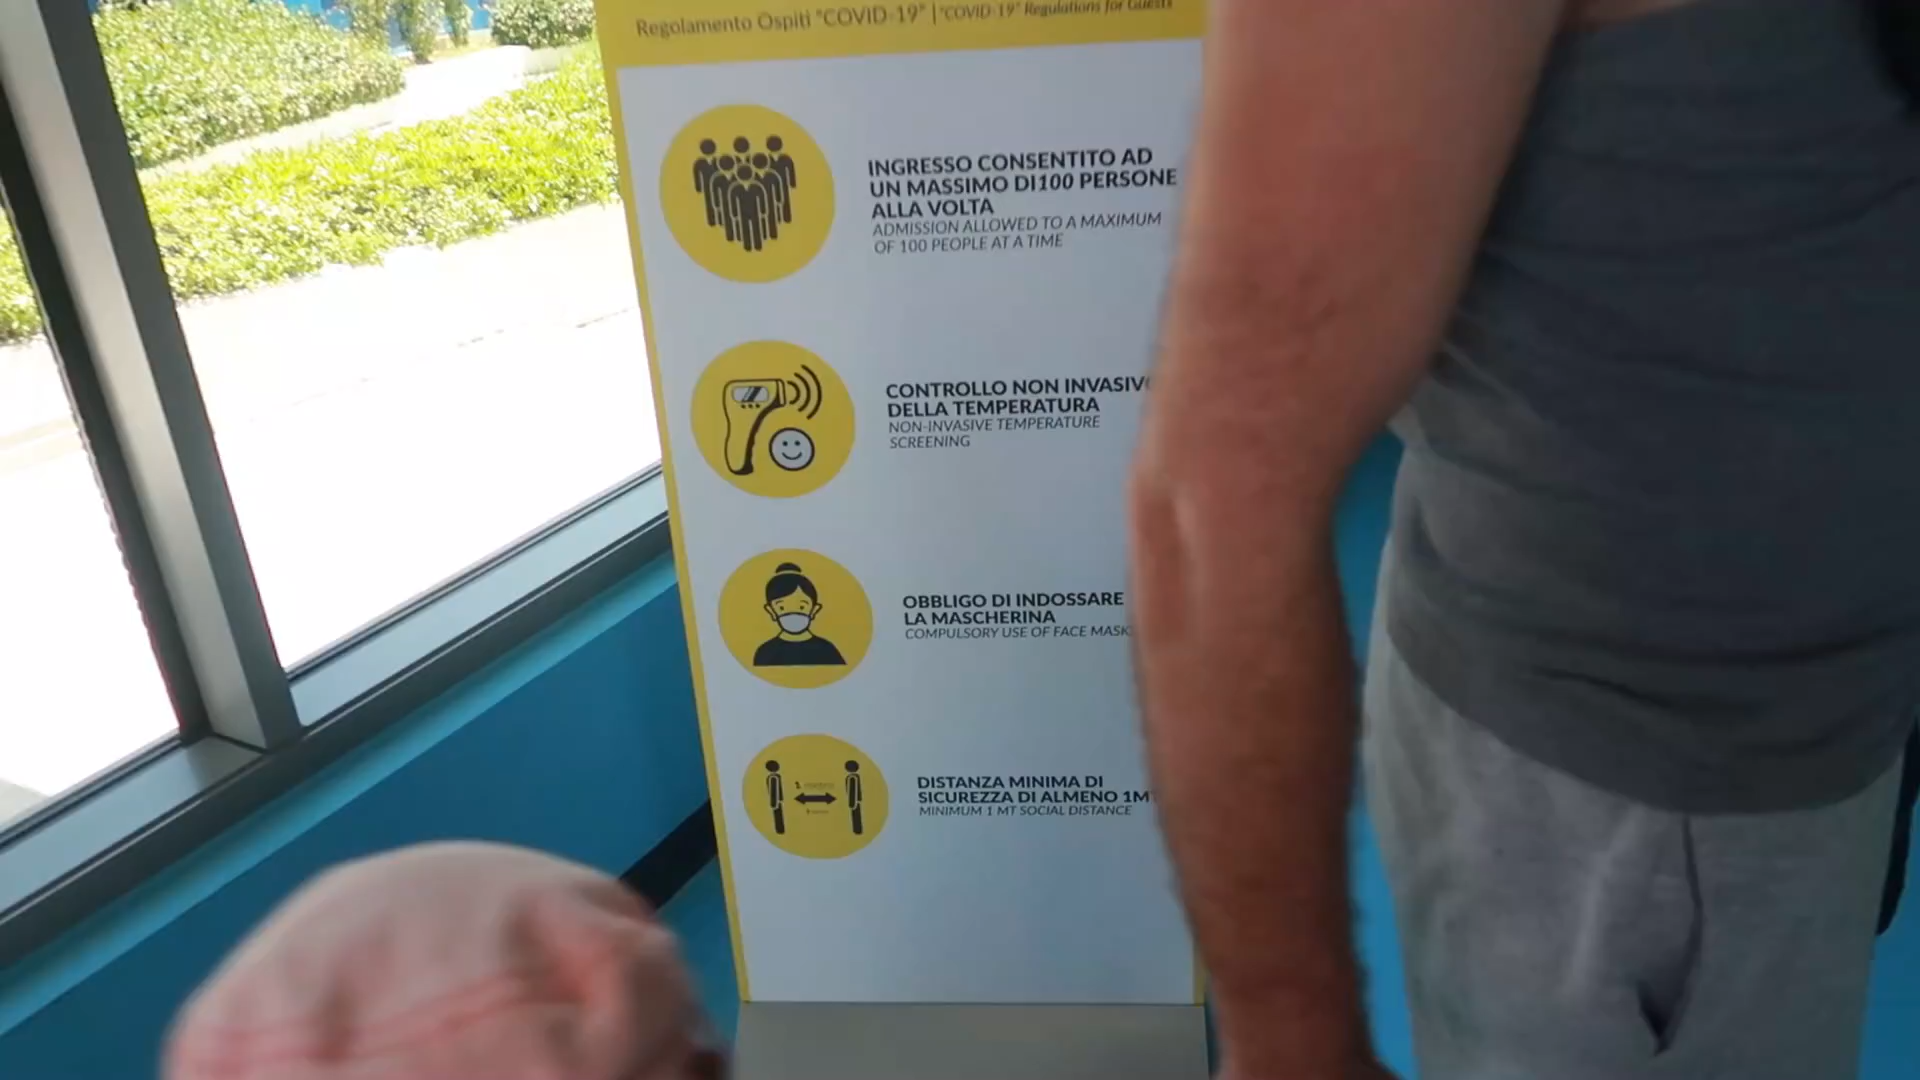 Regolamento Ospiti "COVID-19" | "COVID-19" Regulations for Guests
INGRESSO CONSENTITO AD
UN MASSIMO DI100 PERSONE
ALLA VOLTA
ADMISSION ALLOWED TO A MAXIMUM
OF 100 PEOPLE AT A TIME
CONTROLLO NON INVASIVO
DELLA TEMPERATURA
NON-INVASIVE TEMPERATURE
SCREENING
OBBLIGO DI INDOSSARE
LA MASCHERINA
COMPULSORY USE OF FACE MASK
1
DISTANZA MINIMA DI
SICUREZZA DI ALMENO 1MT
MINIMUM 1 MT SOCIAL DISTANCE